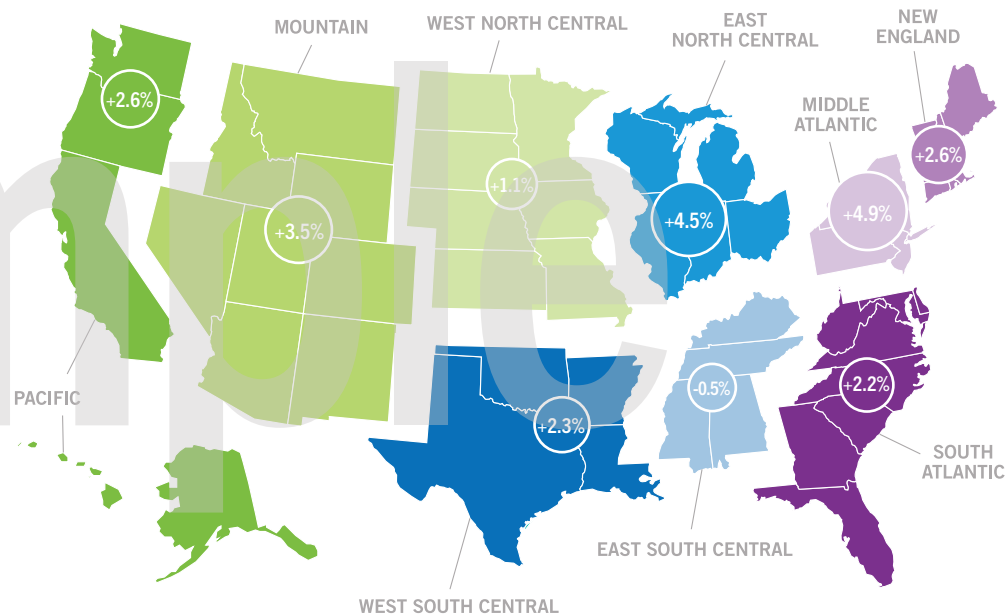 MOUNTAIN
WEST NORTH CENTRAL
EAST
NORTH CENTRAL
NEW
ENGLAND
MIDDLE
ATLANTIC
+2.6%
+3.5%
+1.1%
+4.5%
+4.9%
+2.6%
PACIFIC
+2.3%
-0.5%
+2.2%
SOUTH
ATLANTIC
EAST SOUTH CENTRAL
WEST SOUTH CENTRAL